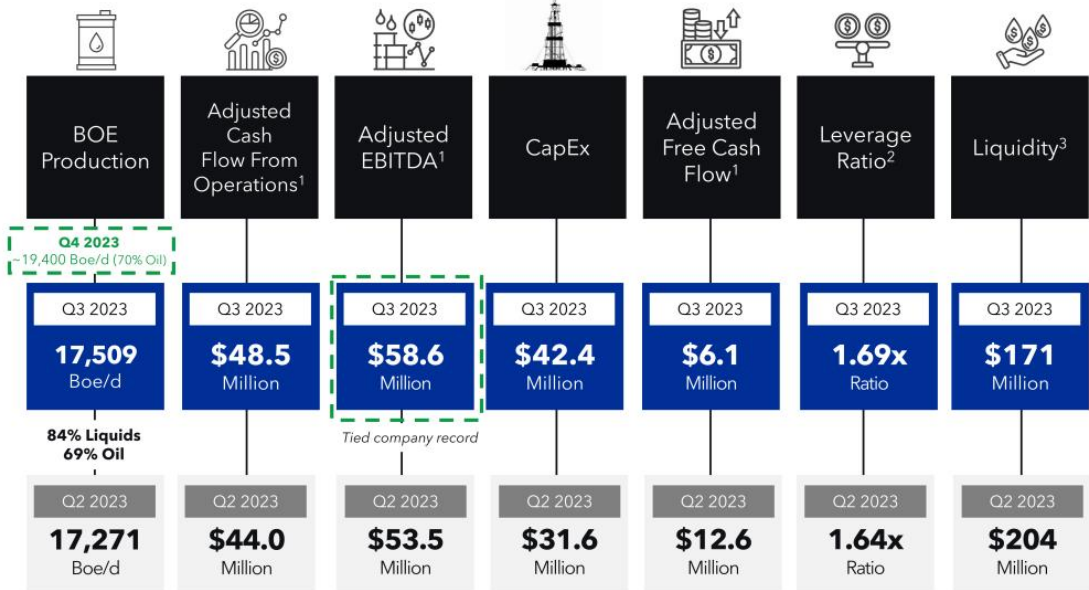 BOE
Production
Adjusted
Cash
Flow From
Operations¹
Adjusted
EBITDA¹
CapEx
Adjusted
Free Cash
Flow¹
Leverage
Ratio²
Liquidity³
Q4 2023
~19,400 Boe/d (70% Oil)
Q3 2023
17,509
Boe/d
Q3 2023
$48.5
Million
Q3 2023
$58.6
Million
Q3 2023
$42.4
Million
Q3 2023
$6.1
Million
Q3 2023
1.69x
Ratio
Q3 2023
$171
Million
84% Liquids
69% Oil
Tied company record
Q2 2023
17,271
Boe/d
Q2 2023
$44.0
Million
Q2 2023
$53.5
Million
Q2 2023
$31.6
Million
Q2 2023
$12.6
Million
Q2 2023
1.64x
Ratio
Q2 2023
$204
Million